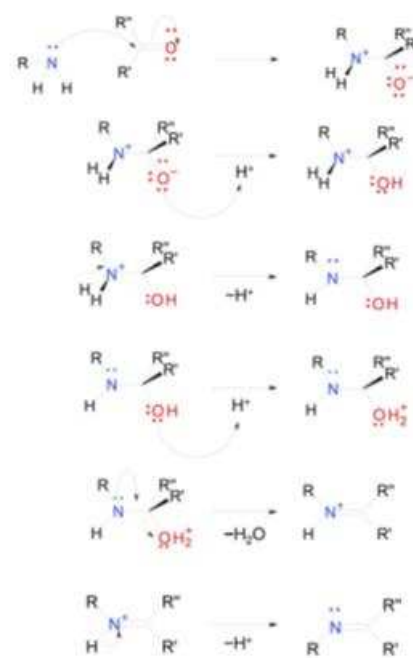 R" R" R"
R N O N+ R' 
R' H
H H H O−
R R" R R"
N+ R' N+ R'
H H
H O− H+ H OH
R R" R R"
N+ R' N R'
H
H OH −H+ H OH
R R" R R"
N R' N R'
H OH H+ H OH2+
R R" R R"
N R' N+
H OH2+ −H2O H R'
R R" R"
N+ N
H R' −H+ R R'